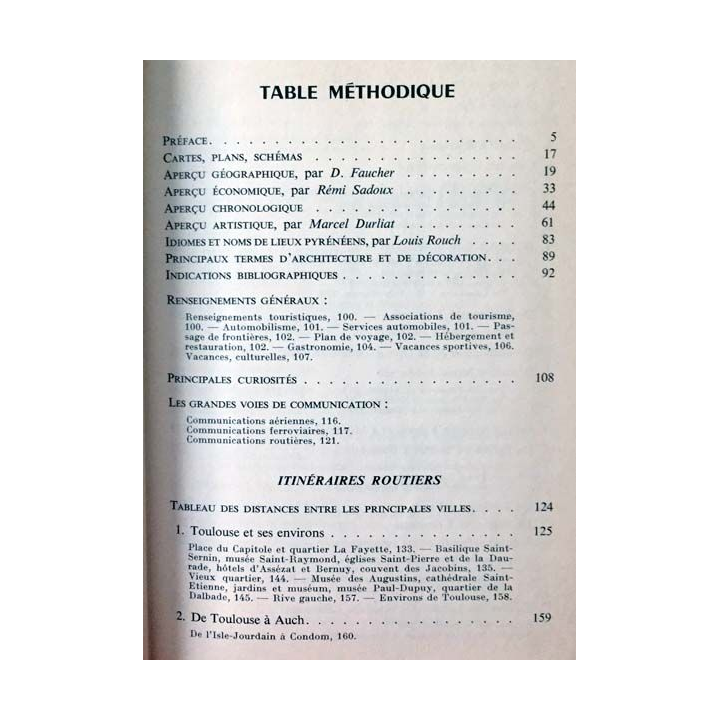 TABLE MÉTHODIQUE
PRÉFACE. . . . . . . . . . . . . . . . . . . . . 5
CARTES, PLANS, SCHÉMAS . . . . . . . . . . . . . 17
APERÇU GÉOGRAPHIQUE, par D. Faucher . . . . . . . 19
APERÇU ÉCONOMIQUE, par Rémi Sadoux . . . . . . . 33
APERÇU CHRONOLOGIQUE . . . . . . . . . . . . . . 44
APERÇU ARTISTIQUE, par Marcel Durliat . . . . . . 61
IDIOMES ET NOMS DE LIEUX PYRÉNÉENS, par Louis Rouch . . . . 83
PRINCIPAUX TERMES D'ARCHITECTURE ET DE DÉCORATION. . . 89
INDICATIONS BIBLIOGRAPHIQUES . . . . . . . . . . . 92
RENSEIGNEMENTS GÉNÉRAUX :
Renseignements touristiques, 100. — Associations de tourisme,
100. — Automobilisme, 101. — Services automobiles, 101. — Pas-
sage de frontières, 102. — Plan de voyage, 102. — Hébergement et
restauration, 102. — Gastronomie, 104. — Vacances sportives, 106.
Vacances, culturelles, 107.
PRINCIPALES CURIOSITÉS . . . . . . . . . . . . . . 108
LES GRANDES VOIES DE COMMUNICATION :
Communications aériennes, 116.
Communications ferroviaires, 117.
Communications routières, 121.
ITINÉRAIRES ROUTIERS
TABLEAU DES DISTANCES ENTRE LES PRINCIPALES VILLES. . . . 124
1. Toulouse et ses environs . . . . . . . . . . . . 125
Place du Capitole et quartier La Fayette, 133. — Basilique Saint-
Sernin, musée Saint-Raymond, églises Saint-Pierre et de la Dau-
rade, hôtels d'Assézat et Bernuy, couvent des Jacobins, 135. —
Vieux quartier, 144. — Musée des Augustins, cathédrale Saint-
Etienne, jardins et muséum, musée Paul-Dupuy, quartier de la
Dalbade, 145. — Rive gauche, 157. — Environs de Toulouse, 158.
2. De Toulouse à Auch. . . . . . . . . . . . . . . 159
De l'Isle-Jourdain à Condom, 160.